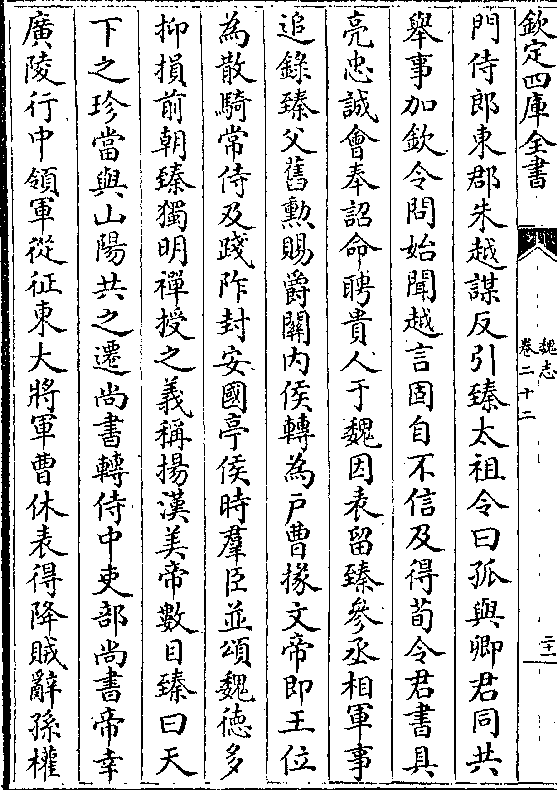 欽定四庫全書
魏志
卷二十二
二十一
門侍郎東郡朱越謀反引臻太祖令曰孤與卿君同共
舉事加欽令問始聞越言固自不信及得荀令君書具
亮忠誠會奉詔命聘貴人于魏因表留臻參丞相軍事
追錄臻父舊勲賜爵關内侯轉為戶曹掾文帝即王位
為散騎常侍及踐阼封安國亭侯時羣臣並頌魏徳多
抑損前朝臻獨明禪授之義稱揚漢美帝數目臻曰天
下之珍當與山陽共之遷尚書轉侍中吏部尚書帝幸
廣陵行中領軍從征東大將軍曹休表得降賊辭孫權